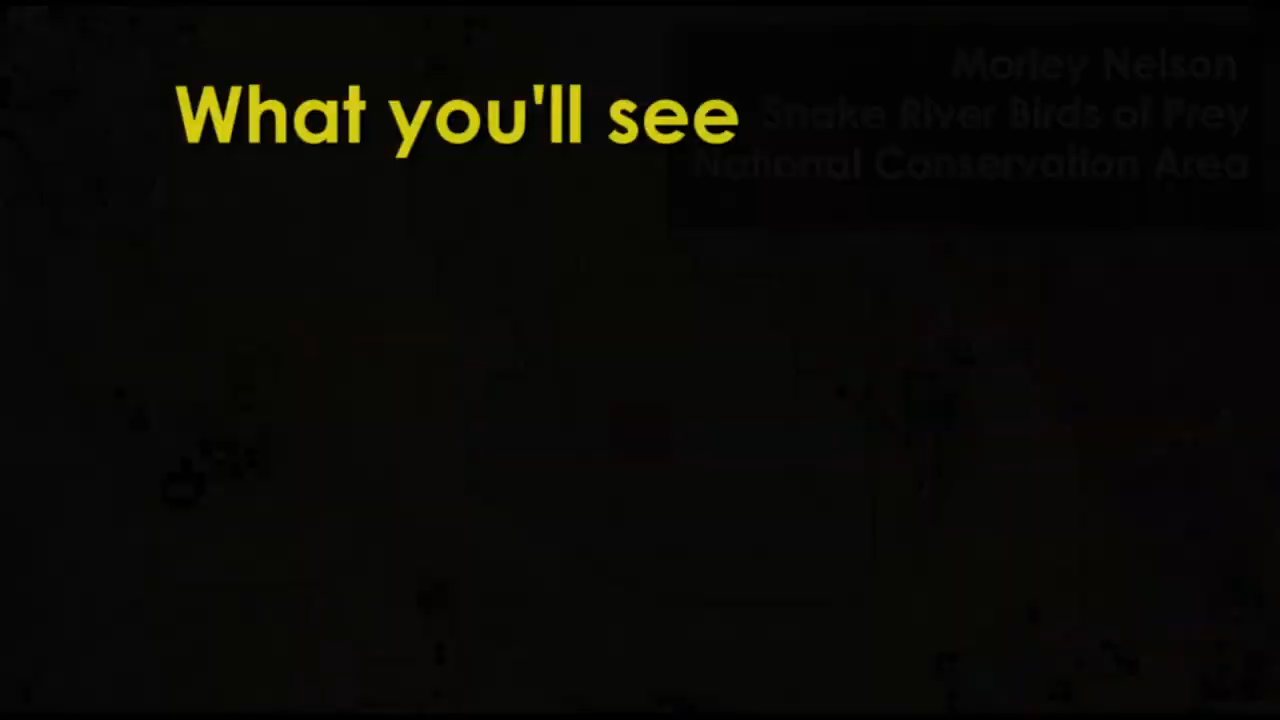 What you'll see
Morley Nelson
Snake River Birds of Prey
National Conservation Area